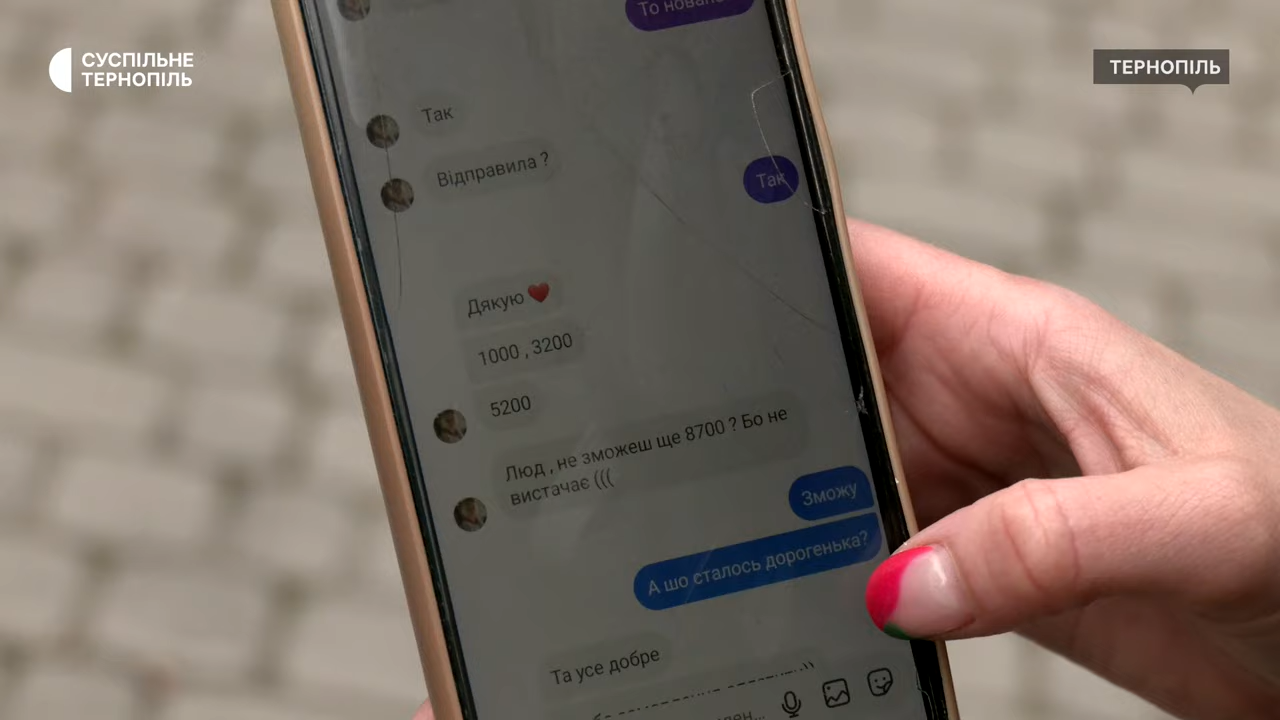 СУСПІЛЬНЕ
ТЕРНОПІЛЬ
ТЕРНОПІЛЬ
То
Так
Відправила ?
Так
Дякую ❤️
1000 , 3200
5200
Люд , не зможеш ще 8700 ? Бо не
вистачає (((
Зможу
А шо сталось дорогенька?
Та усе добре